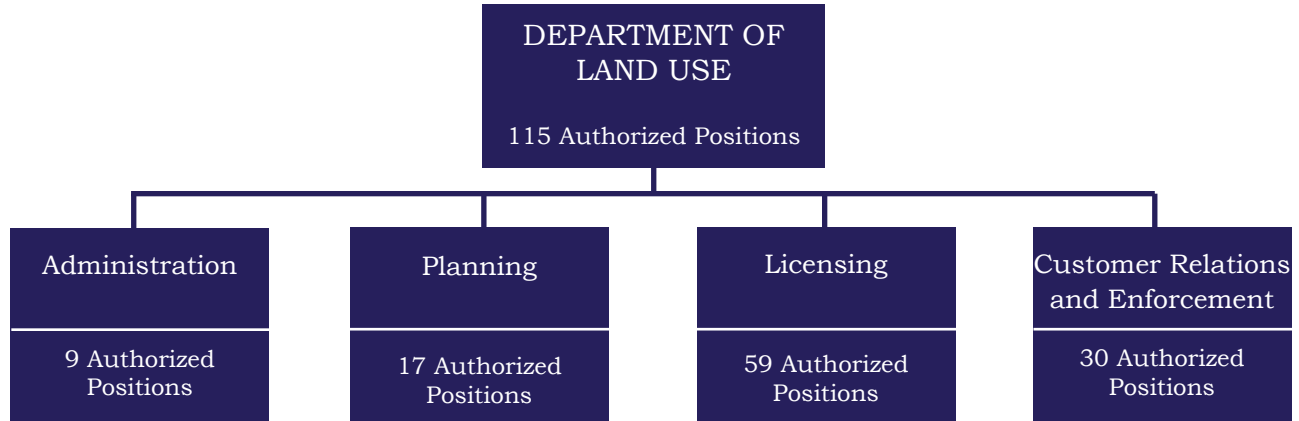 DEPARTMENT OF
LAND USE
115 Authorized Positions
Administration
9 Authorized
Positions
Planning
17 Authorized
Positions
Licensing
59 Authorized
Positions
Customer Relations
and Enforcement
30 Authorized
Positions